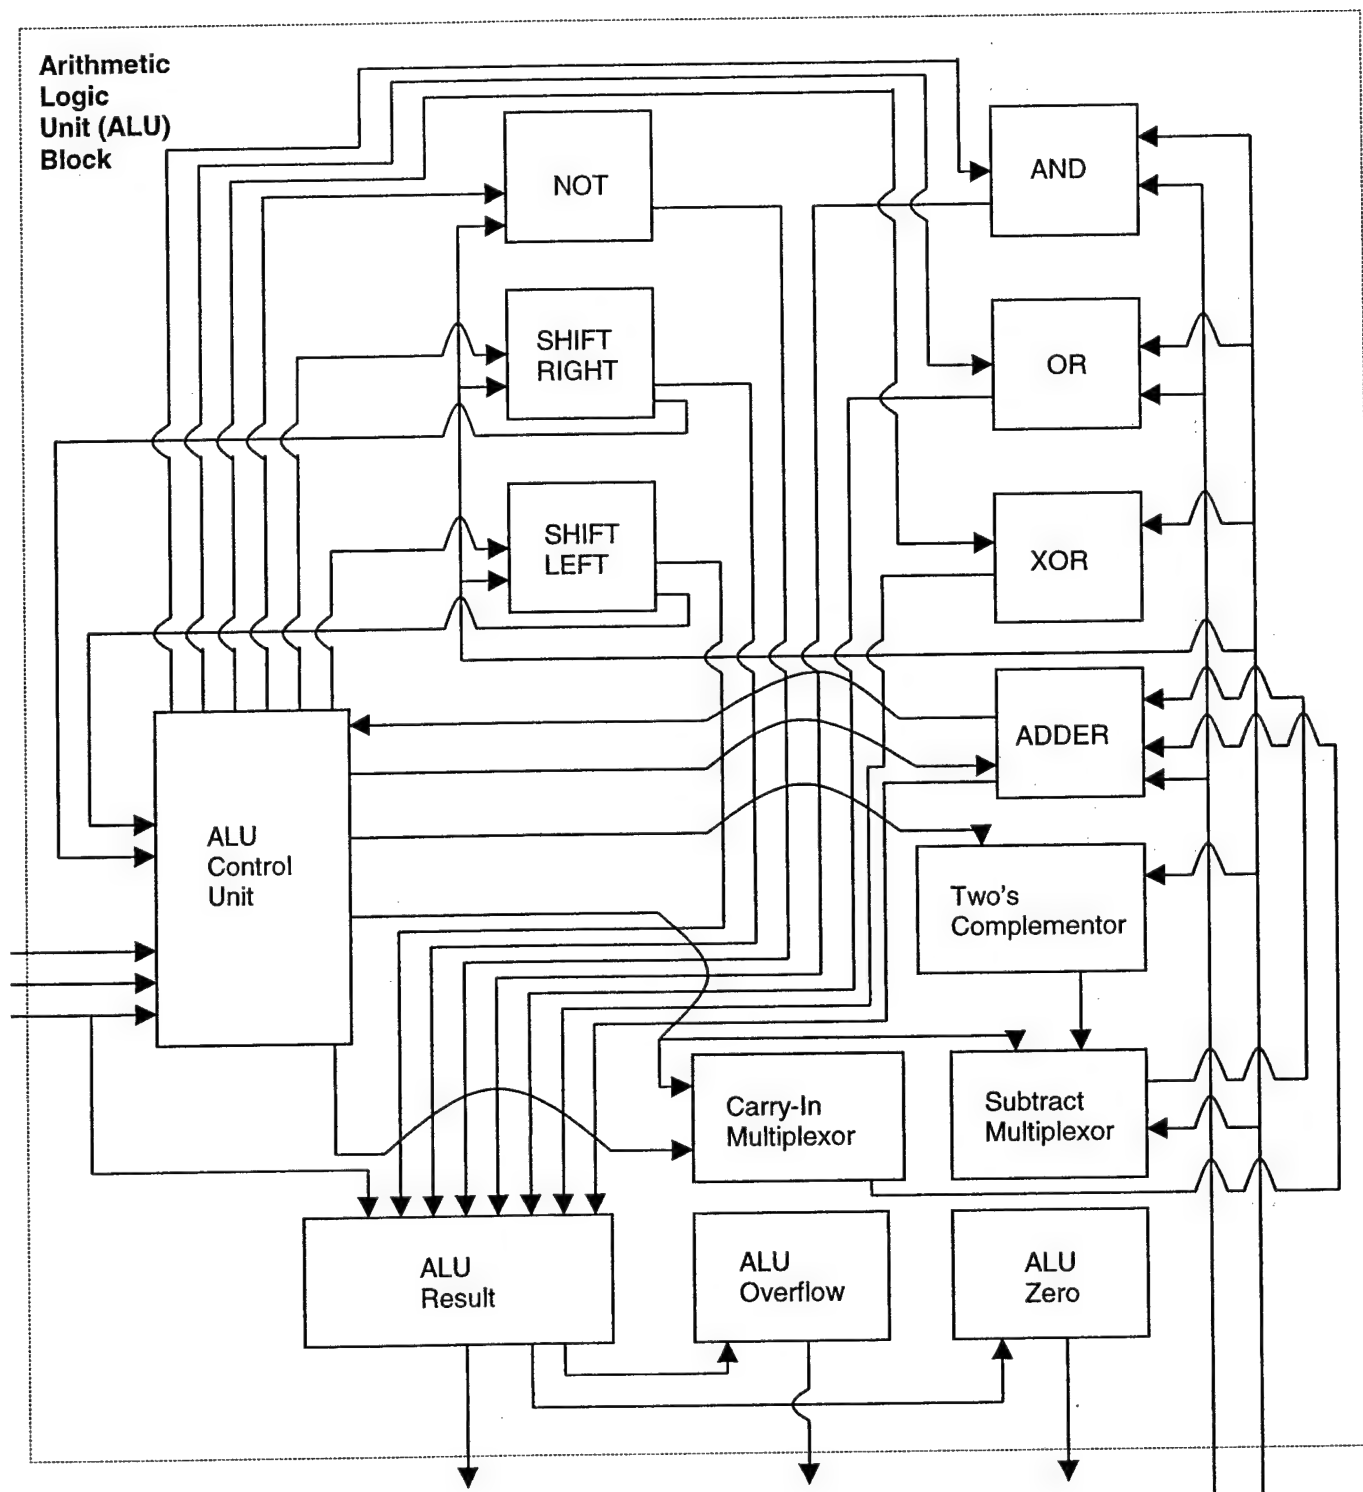 Arithmetic
Logic
Unit (ALU)
Block
NOT
AND
SHIFT
RIGHT
OR
SHIFT
LEFT
XOR
ADDER
ALU
Control
Unit
Two's
Complementor
Carry-In
Multiplexor
Subtract
Multiplexor
ALU
Result
ALU
Overflow
ALU
Zero